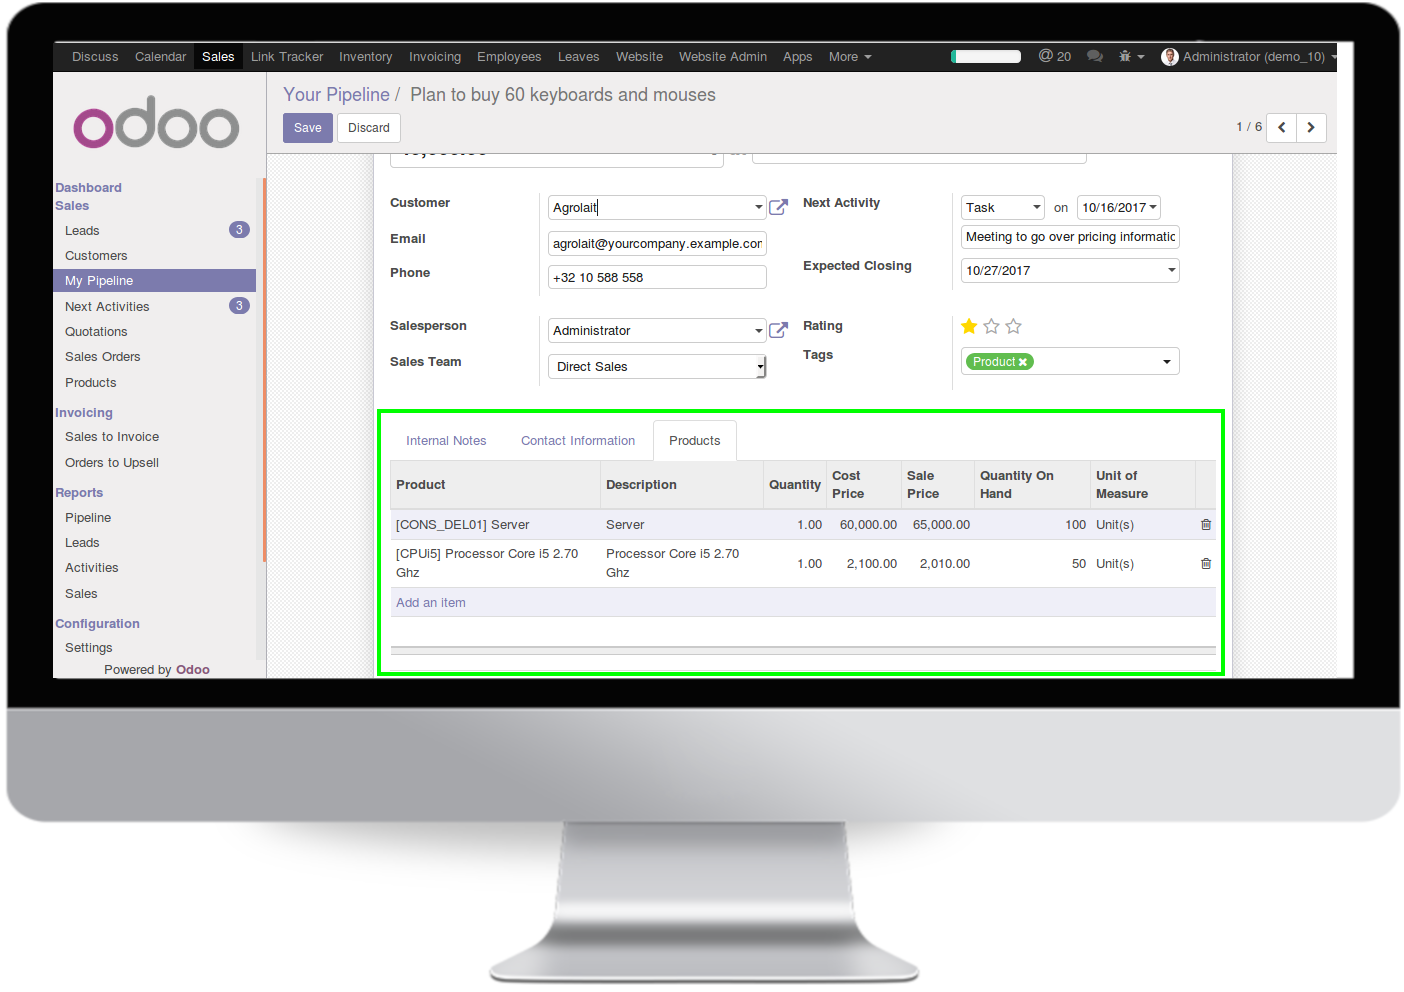 Discuss Calendar Sales Link Tracker Inventory Invoicing Employees Leaves Website Website Admin Apps More @ 20 Administrator (demo_10)
odoo
Your Pipeline / Plan to buy 60 keyboards and mouses
Save Discard 1 / 6
Dashboard
Sales
Leads 3
Customers
My Pipeline
Next Activities 3
Quotations
Sales Orders
Products
Invoicing
Sales to Invoice
Orders to Upsell
Reports
Pipeline
Leads
Activities
Sales
Configuration
Settings
Powered by Odoo
Customer Agrolait Next Activity Task on 10/16/2017
Email agrolait@yourcompany.example.com Meeting to go over pricing informatic
Phone +32 10 588 558 Expected Closing 10/27/2017
Salesperson Administrator Rating
Sales Team Direct Sales Tags Product
Internal Notes Contact Information Products
Product Description Quantity Cost Price Sale Price Quantity On Hand Unit of Measure
[CONS_DEL01] Server Server 1.00 60,000.00 65,000.00 100 Unit(s)
[CPUi5] Processor Core i5 2.70 Ghz Processor Core i5 2.70 Ghz 1.00 2,100.00 2,010.00 50 Unit(s)
Add an item